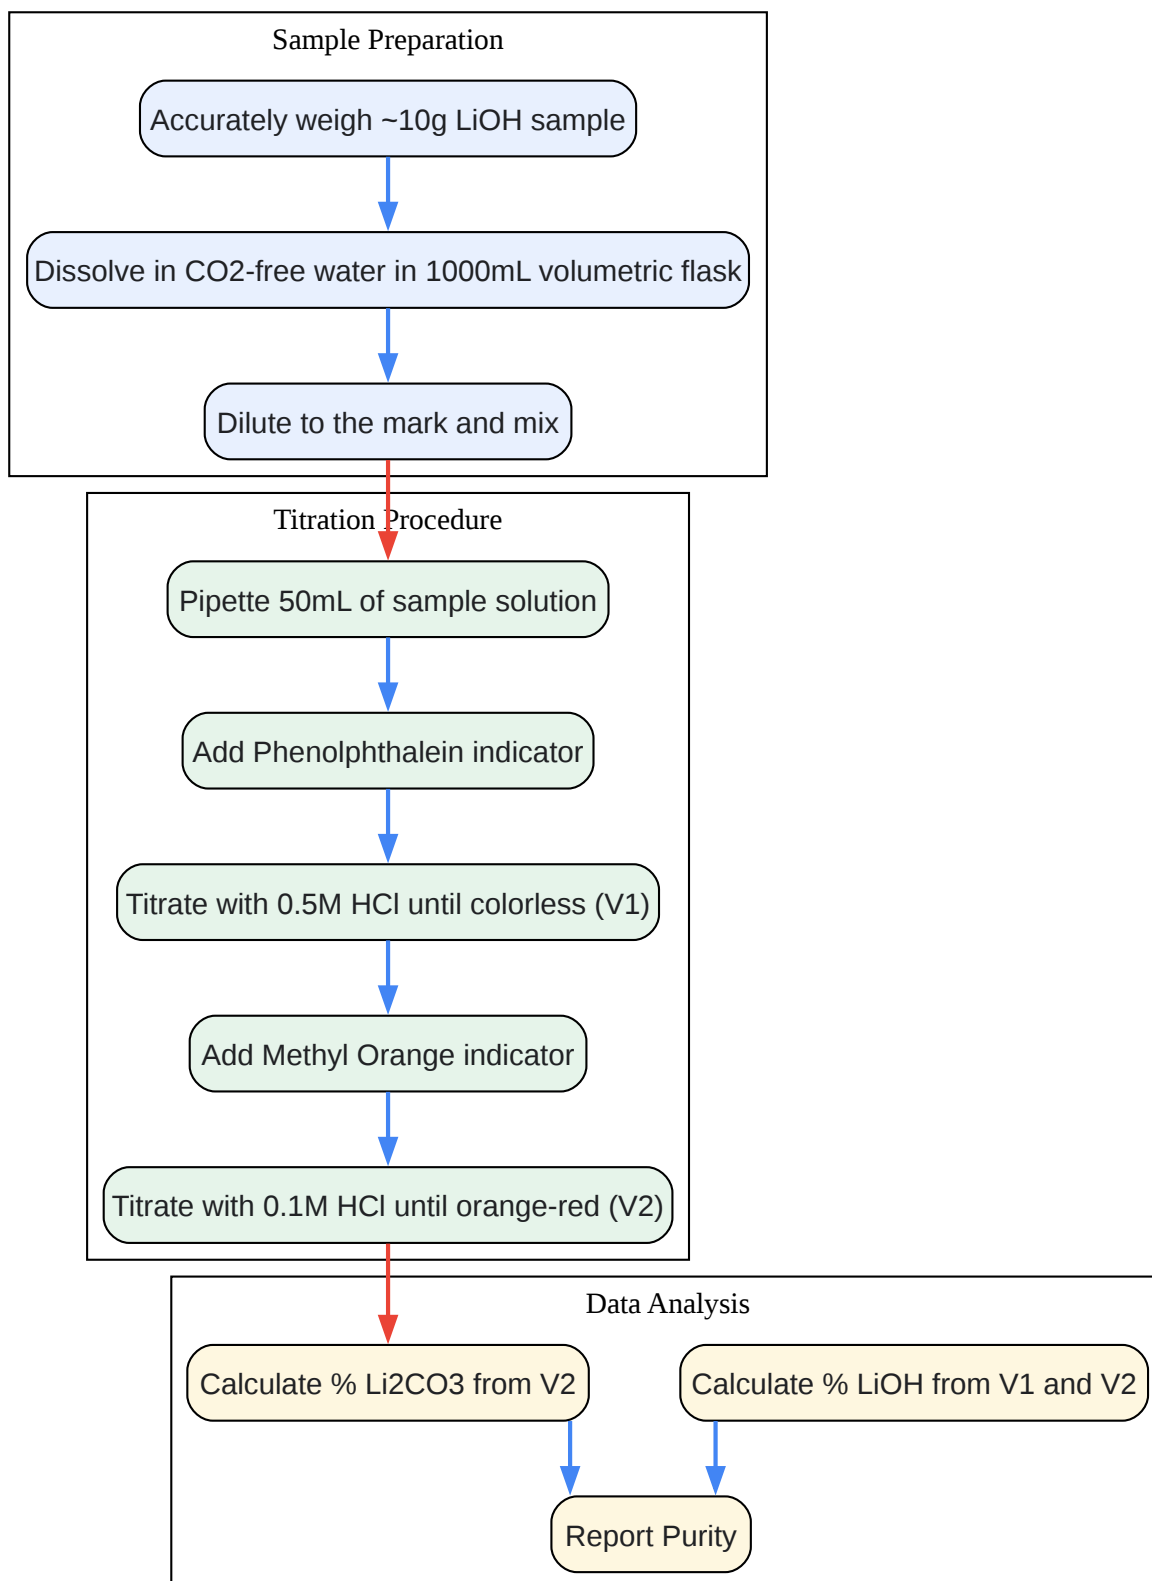 Sample Preparation
Accurately weigh ~10g LiOH sample
Dissolve in CO2-free water in 1000mL volumetric flask
Dilute to the mark and mix
Titration Procedure
Pipette 50mL of sample solution
Add Phenolphthalein indicator
Titrate with 0.5M HCl until colorless (V1)
Add Methyl Orange indicator
Titrate with 0.1M HCl until orange-red (V2)
Data Analysis
Calculate % Li2CO3 from V2
Calculate % LiOH from V1 and V2
Report Purity